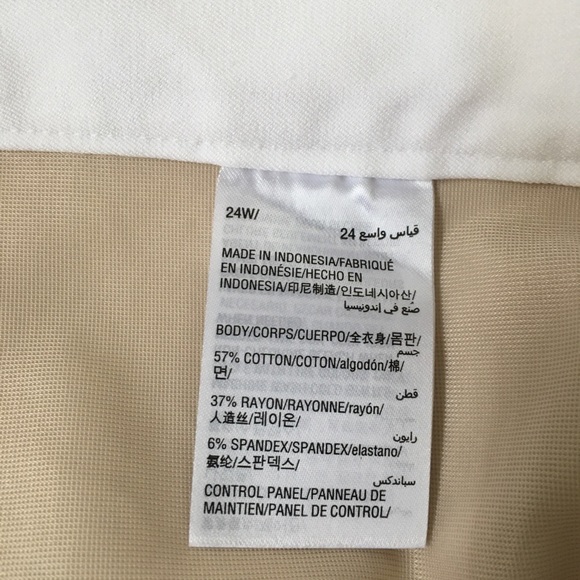 24W/
قياس واسع 24
MADE IN INDONESIA/FABRIQUÉ
EN INDONÉSIE/HECHO EN
INDONESIA/印尼制造/인도네시아산/
صُنع في إندونيسيا
BODY/CORPS/CUERPO/全衣身/몸판/
جسم
57% COTTON/COTON/algodón/棉/
면/
قطن
37% RAYON/RAYONNE/rayón/
人造丝/레이온/
رايون
6% SPANDEX/SPANDEX/elastano/
氨纶/스판덱스/
سباندكس
CONTROL PANEL/PANNEAU DE
MAINTIEN/PANEL DE CONTROL/